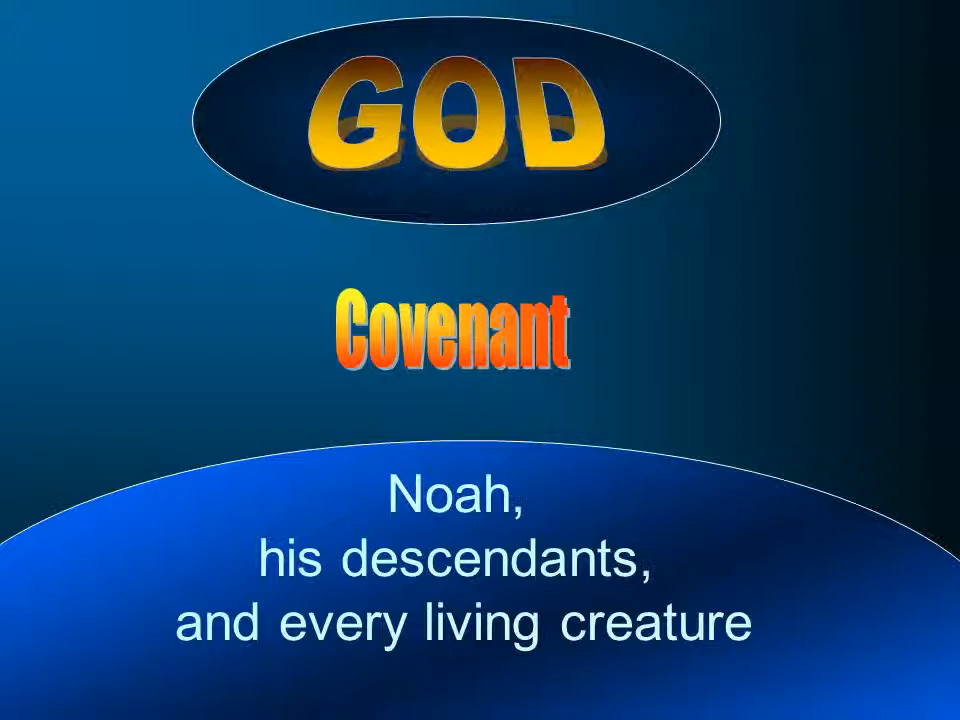 GOD
Covenant
Noah,
his descendants,
and every living creature